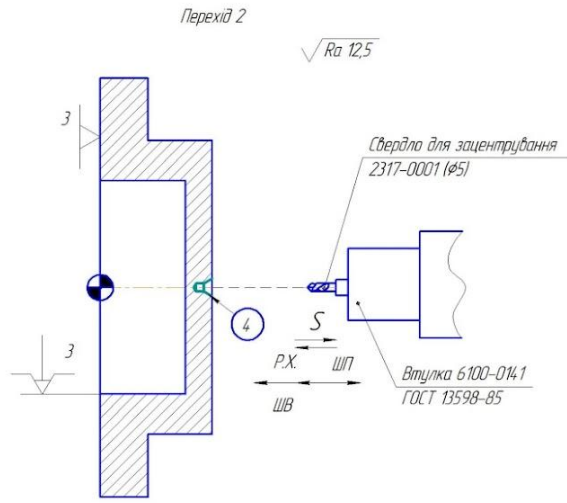 Перехід 2
Ra 12,5
3
Свердло для зацентрування
2317-0001 (φ5)
4
S
3
Р.Х.
ШП
ШВ
Втулка 6100-0141
ГОСТ 13598-85